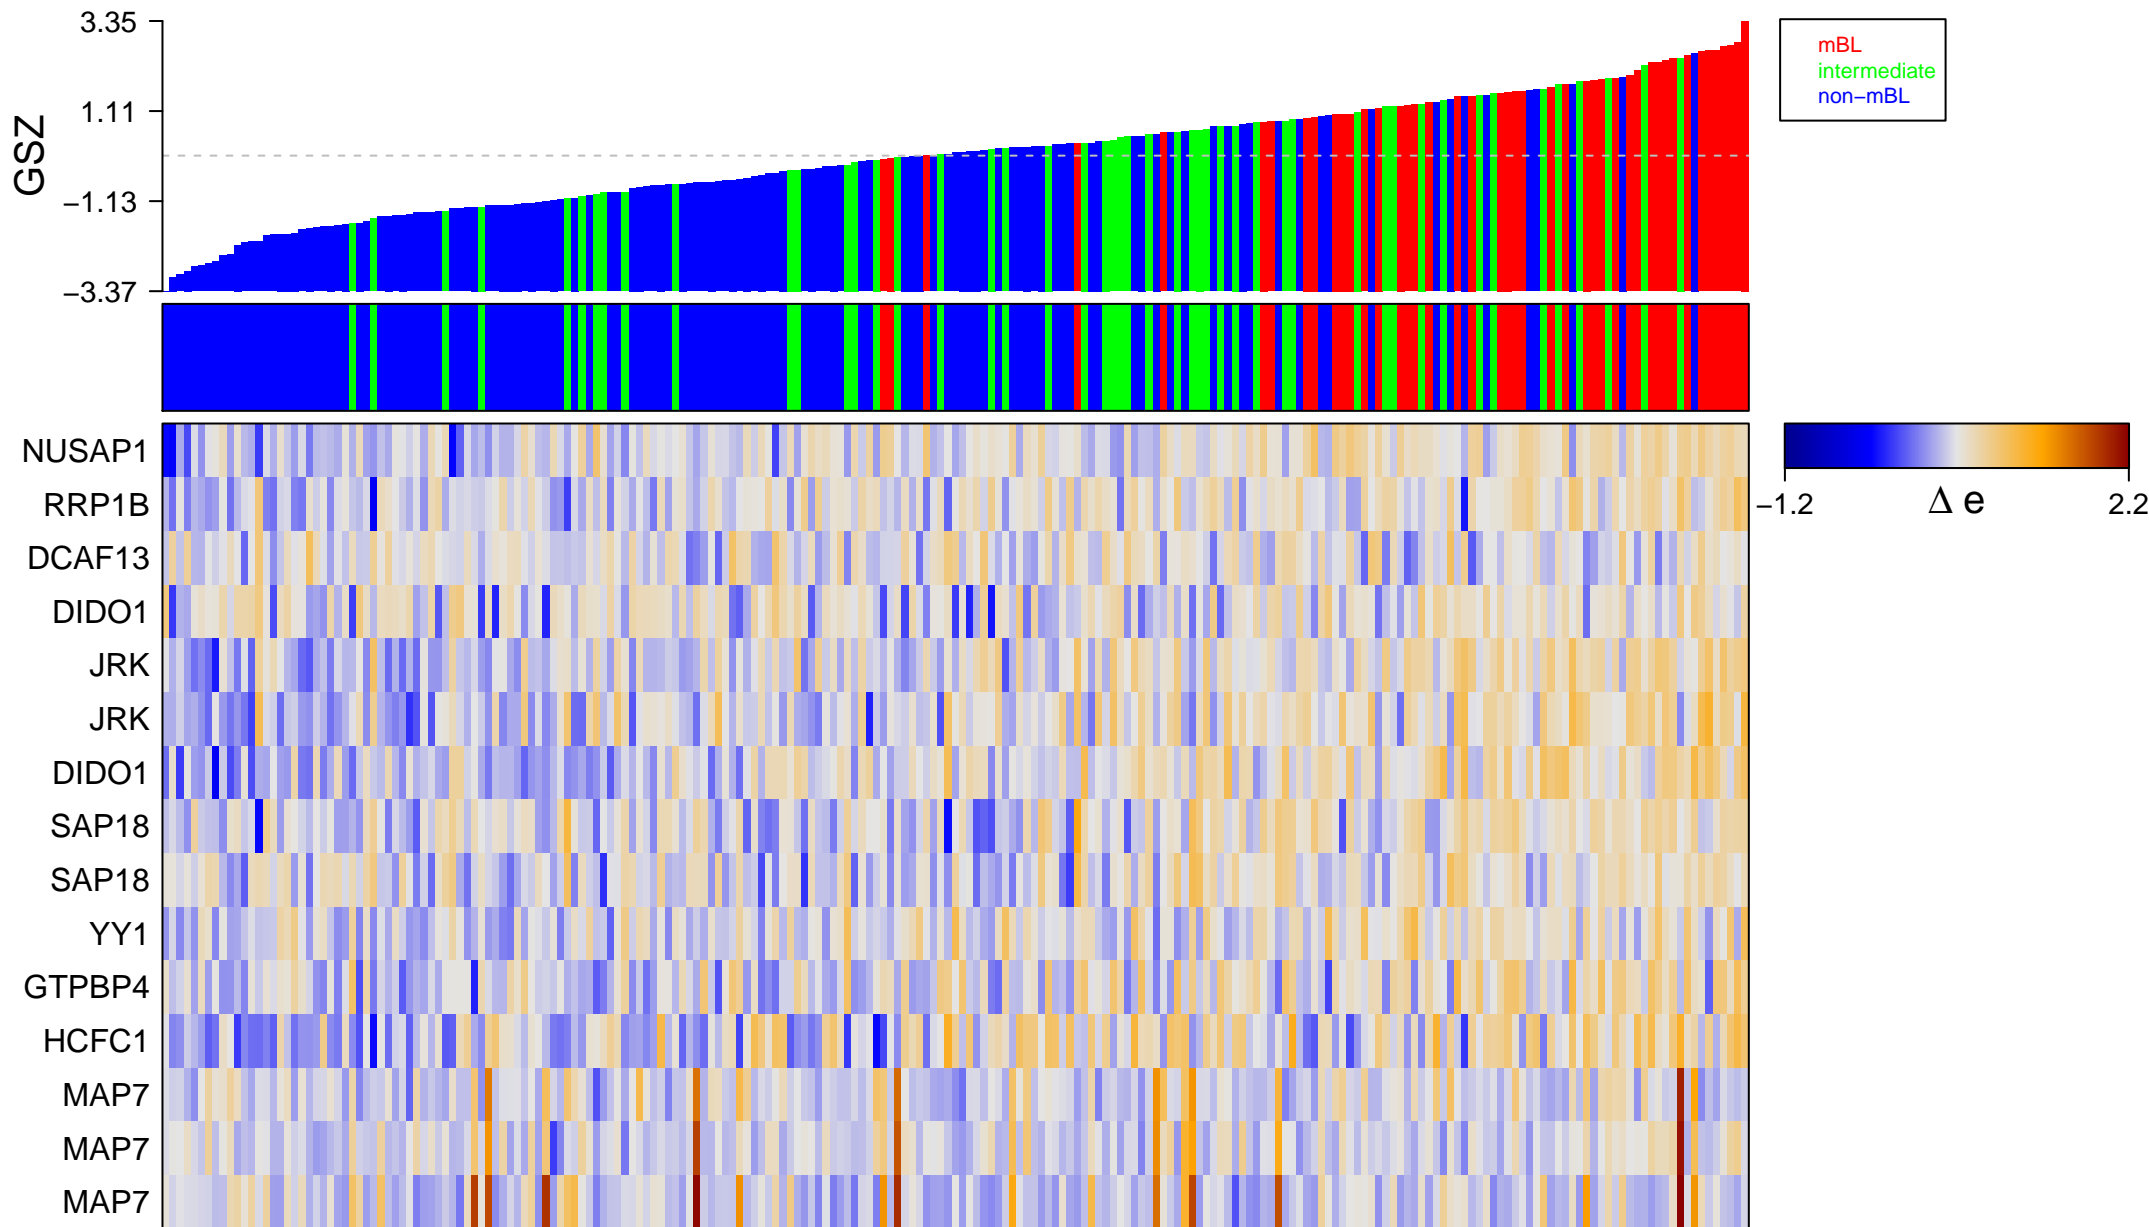 3.35
1.11
−1.13
−3.37
GSZ
mBL
intermediate
non−mBL
NUSAP1
RRP1B
DCAF13
DIDO1
JRK
JRK
DIDO1
SAP18
SAP18
YY1
GTPBP4
HCFC1
MAP7
MAP7
MAP7
−1.2
Δ e
2.2